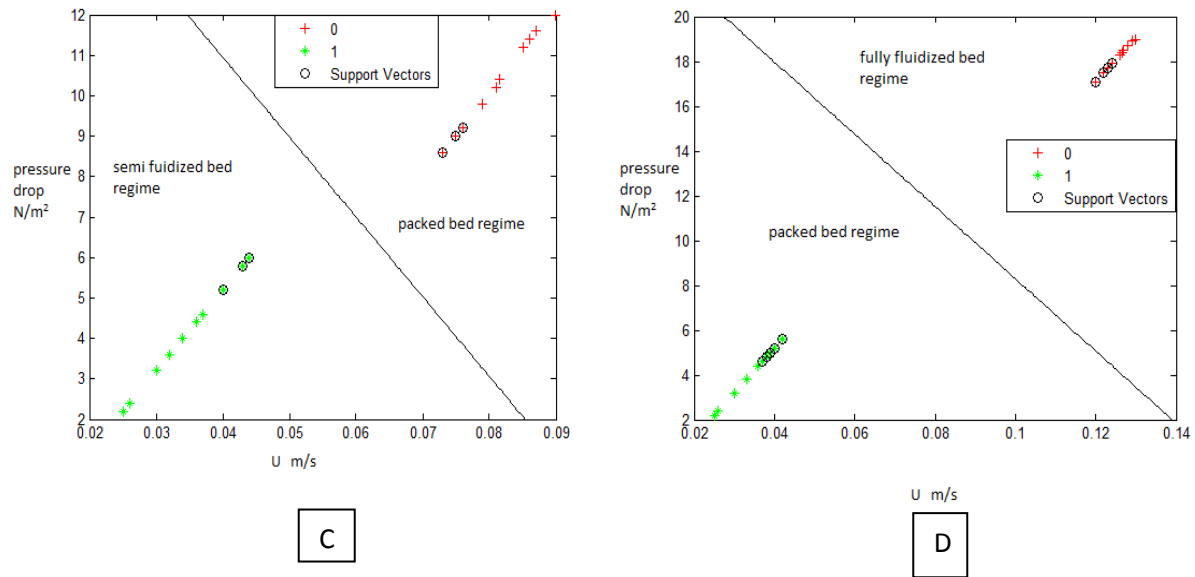 12
11
10
9
8
7
6
5
4
3
2
0.02 0.03 0.04 0.05 0.06 0.07 0.08 0.09
pressure
drop
N/m²
U m/s
0
1
Support Vectors
semi fuidized bed
regime
packed bed regime
C
20
18
16
14
12
10
8
6
4
2
0.02 0.04 0.06 0.08 0.1 0.12 0.14
pressure
drop
N/m²
U m/s
fully fluidized bed
regime
0
1
Support Vectors
packed bed regime
D